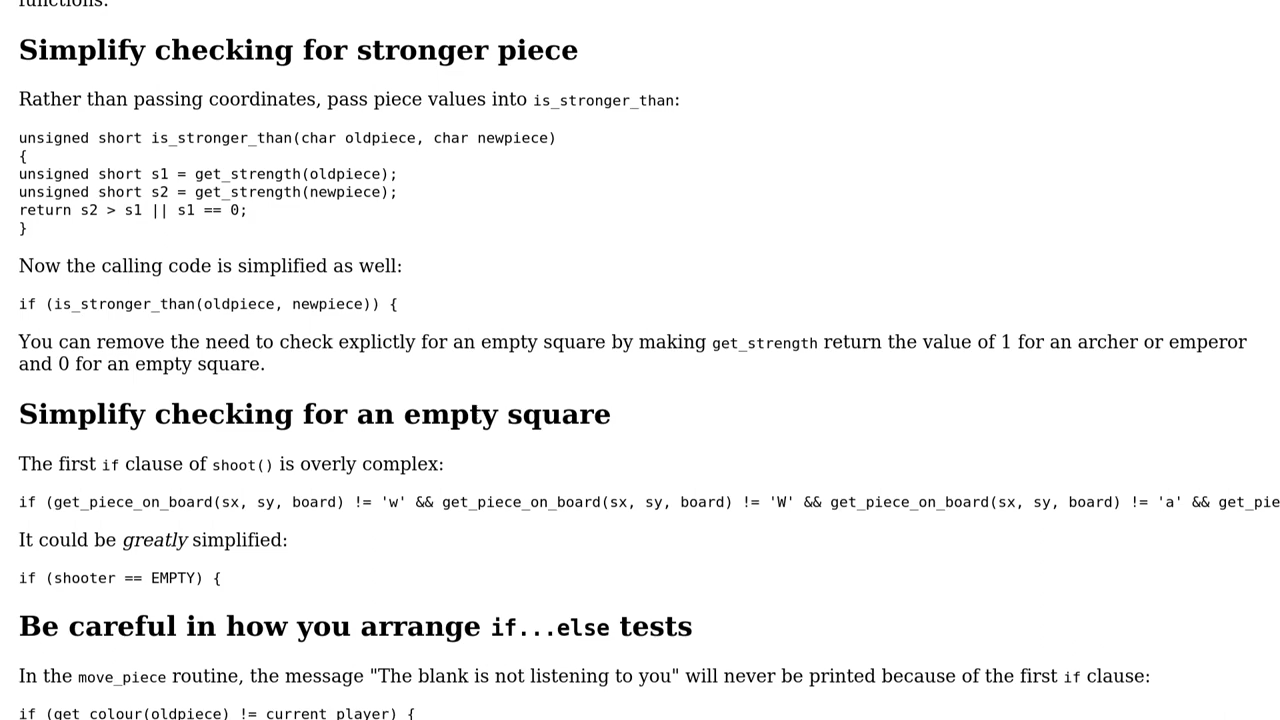 functions.
Simplify checking for stronger piece
Rather than passing coordinates, pass piece values into is_stronger_than:
unsigned short is_stronger_than(char oldpiece, char newpiece)
{
unsigned short s1 = get_strength(oldpiece);
unsigned short s2 = get_strength(newpiece);
return s2 > s1 || s1 == 0;
}
Now the calling code is simplified as well:
if (is_stronger_than(oldpiece, newpiece)) {
You can remove the need to check explictly for an empty square by making get_strength return the value of 1 for an archer or emperor
and 0 for an empty square.
Simplify checking for an empty square
The first if clause of shoot() is overly complex:
if (get_piece_on_board(sx, sy, board) != 'w' && get_piece_on_board(sx, sy, board) != 'W' && get_piece_on_board(sx, sy, board) != 'a' && get_pie
It could be greatly simplified:
if (shooter == EMPTY) {
Be careful in how you arrange if...else tests
In the move_piece routine, the message "The blank is not listening to you" will never be printed because of the first if clause:
if (get_colour(oldpiece) != current_player) {